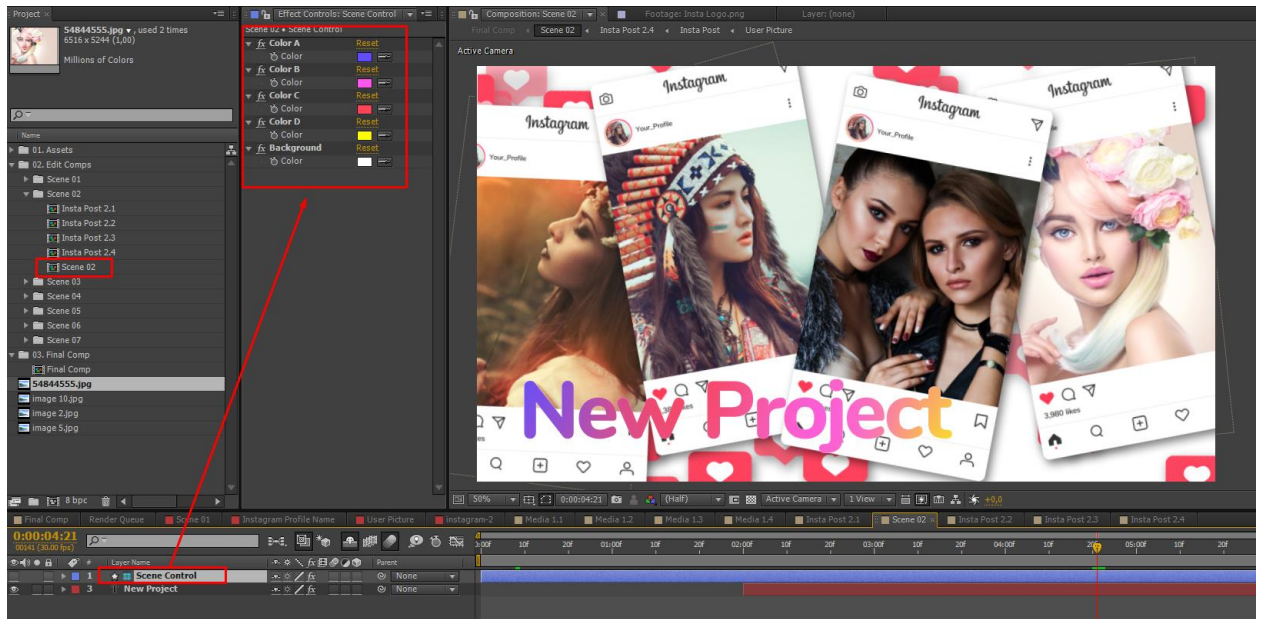 Project ×
54844555.jpg ▾ , used 2 times
6516 x 5244 (1,00)
Millions of Colors
Name
01. Assets
02. Edit Comps
Scene 01
Scene 02
Insta Post 2.1
Insta Post 2.2
Insta Post 2.3
Insta Post 2.4
Scene 02
Scene 03
Scene 04
Scene 05
Scene 06
Scene 07
03. Final Comp
Final Comp
54844555.jpg
image 10.jpg
image 2.jpg
image 5.jpg
8 bpc
Effect Controls: Scene Control
Scene 02 • Scene Control
fx Color A Reset
Color
fx Color B Reset
Color
fx Color C Reset
Color
fx Color D Reset
Color
fx Background Reset
Color
Composition: Scene 02 Footage: Insta Logo.png Layer: (none)
Final Comp Scene 02 Insta Post 2.4 Insta Post User Picture
Active Camera
Instagram
Your_Profile
Instagram
Your_Profile
Instagram
Your_Profile
Instagram
3,980 likes
New Project
50% 0:00:04:21 (Half) Active Camera 1 View +0,0
Final Comp Render Queue Scene 01 Instagram Profile Name User Picture instagram-2 Media 1.1 Media 1.2 Media 1.3 Media 1.4 Insta Post 2.1 Scene 02 × Insta Post 2.2 Insta Post 2.3 Insta Post 2.4
0:00:04:21
00141 (30.00 fps)
# Layer Name fx Parent
1 Scene Control fx None
3 New Project fx None
10f 20f 01:00f 10f 20f 02:00f 10f 20f 03:00f 10f 20f 04:00f 10f 05:00f 10f 20f